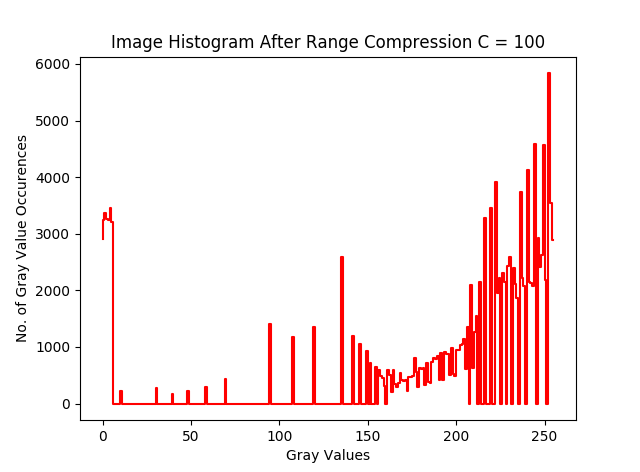 Image Histogram After Range Compression C = 100
6000
5000
4000
3000
2000
1000
0
No. of Gray Value Occurences
0 50 100 150 200 250
Gray Values